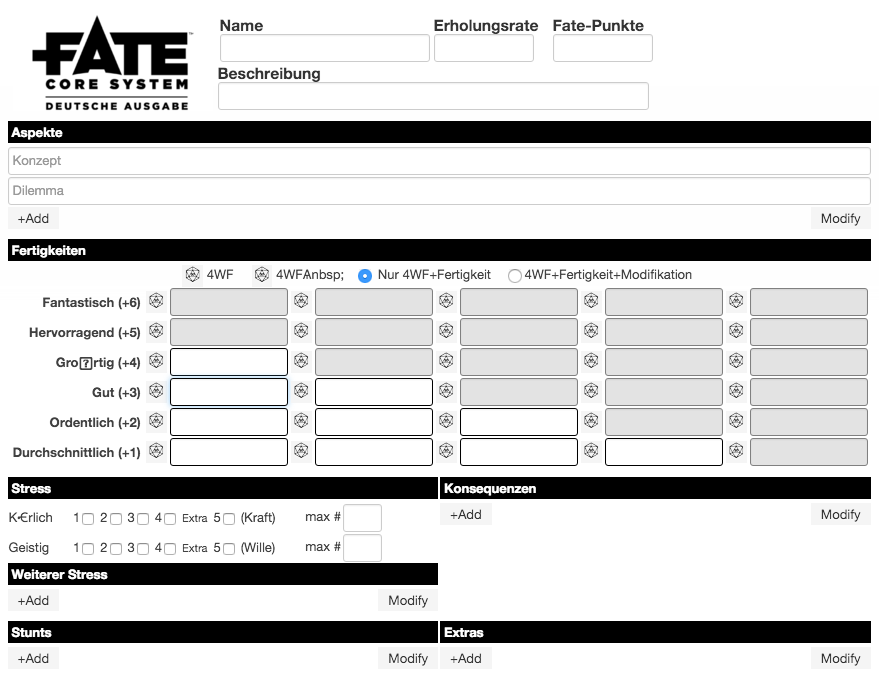 FATE™
CORE SYSTEM
DEUTSCHE AUSGABE
Name Erholungsrate Fate-Punkte
Beschreibung
Aspekte
Konzept
Dilemma
+Add Modify
Fertigkeiten
4WF 4WFAnbsp; Nur 4WF+Fertigkeit 4WF+Fertigkeit+Modifikation
Fantastisch (+6)
Hervorragend (+5)
Gro�rtig (+4)
Gut (+3)
Ordentlich (+2)
Durchschnittlich (+1)
Stress Konsequenzen
K•€rlich 1 2 3 4 Extra 5 (Kraft) max # +Add Modify
Geistig 1 2 3 4 Extra 5 (Wille) max #
Weiterer Stress
+Add Modify
Stunts Extras
+Add Modify +Add Modify